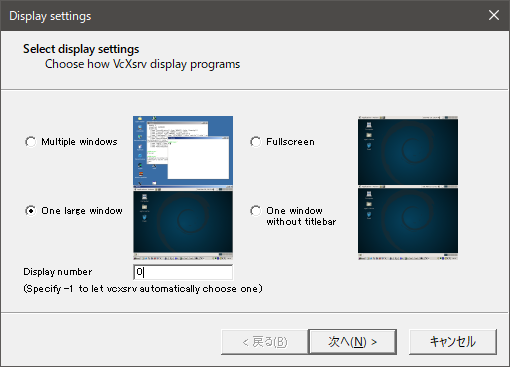 Display settings
Select display settings
Choose how VcXsrv display programs
Multiple windows
Fullscreen
One large window
One window
without titlebar
Display number
0
(Specify -1 to let vcxsrv automatically choose one)
< 戻る(B)
次へ(N) >
キャンセル